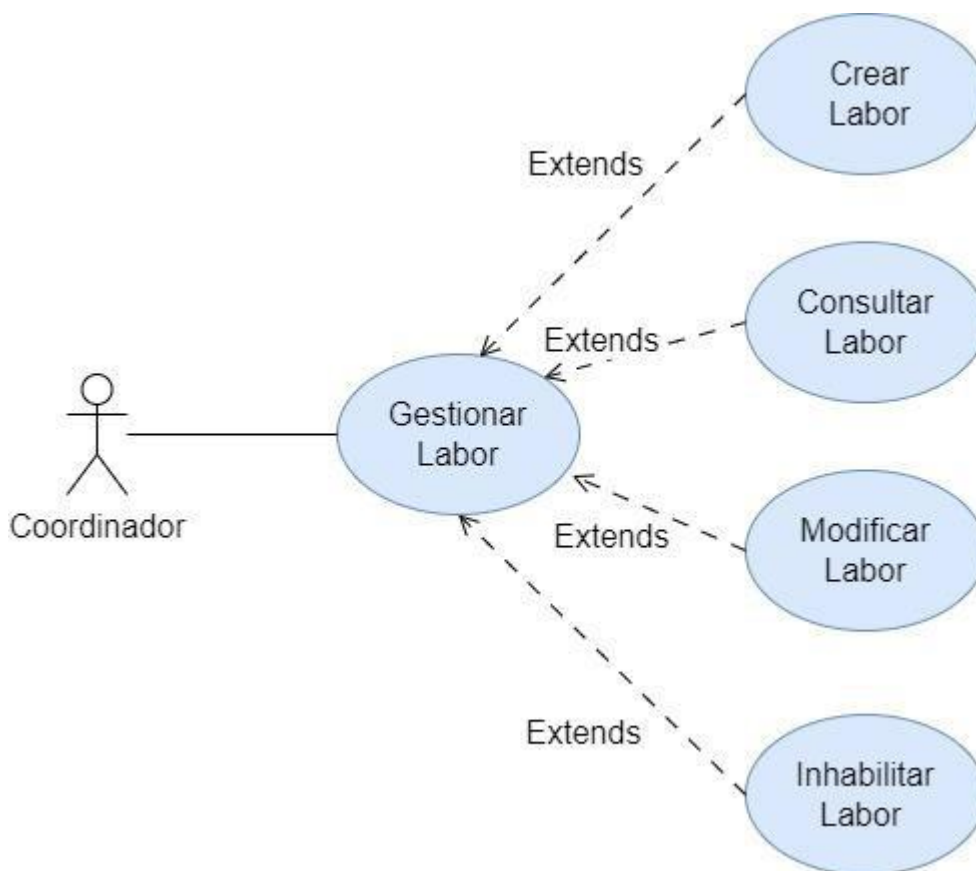 Crear
Labor
Extends
Consultar
Labor
Extends
Gestionar
Labor
Coordinador
Extends
Modificar
Labor
Extends
Inhabilitar
Labor